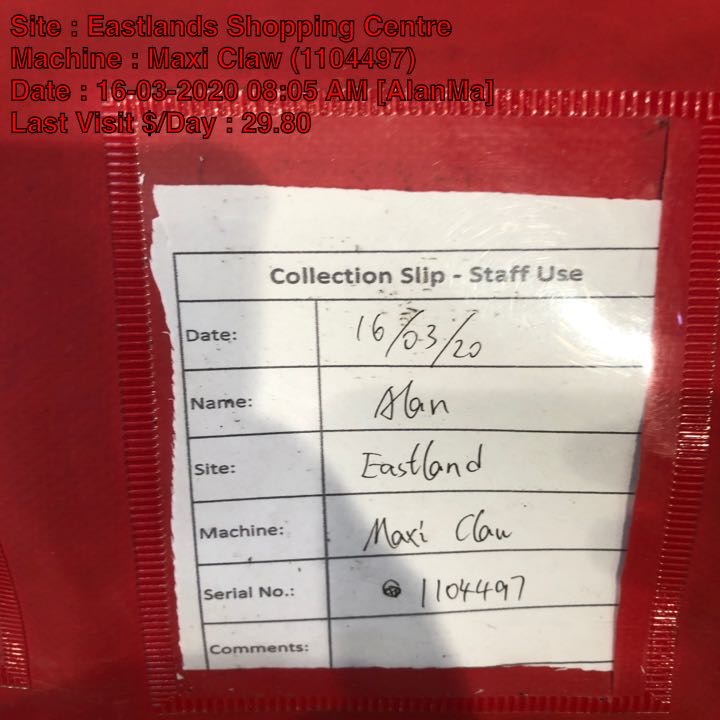 Site : Eastlands Shopping Centre
Machine : Maxi Claw (1104497)
Date : 16-03-2020 08:05 AM [AlanMa]
Last Visit $/Day : 29.80
Collection Slip - Staff Use
Date: 16/03/20
Name: Alan
Site: Eastland
Machine: Maxi Claw
Serial No.: 1104497
Comments: